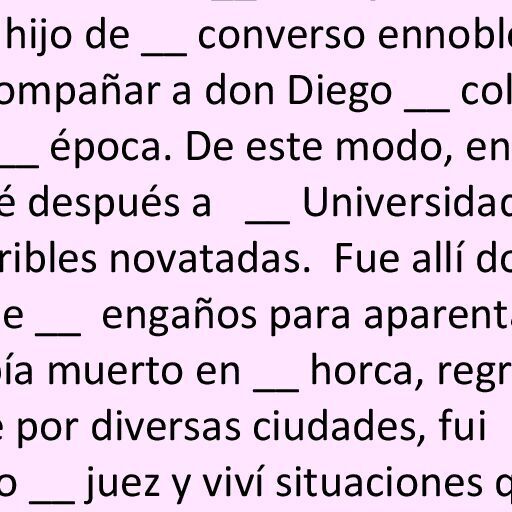 hijo de __ converso ennobl
ompañar a don Diego __ col
__ época. De este modo, en
é después a __ Universidad
ribles novatadas. Fue allí do
e __ engaños para aparent
ía muerto en __ horca, regr
e por diversas ciudades, fui
o __ juez y viví situaciones q